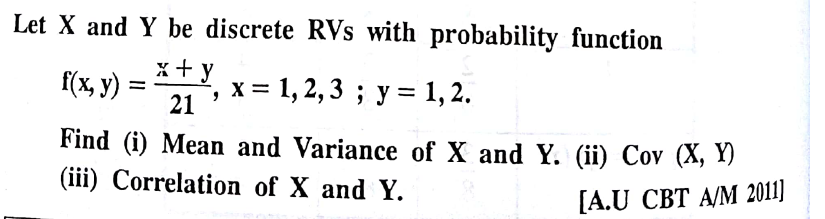 Let X and Y be discrete RVs with probability function
f(x, y) = x + y / 21 , x = 1, 2, 3 ; y = 1, 2.
Find (i) Mean and Variance of X and Y. (ii) Cov (X, Y)
(iii) Correlation of X and Y. [A.U CBT A/M 2011]